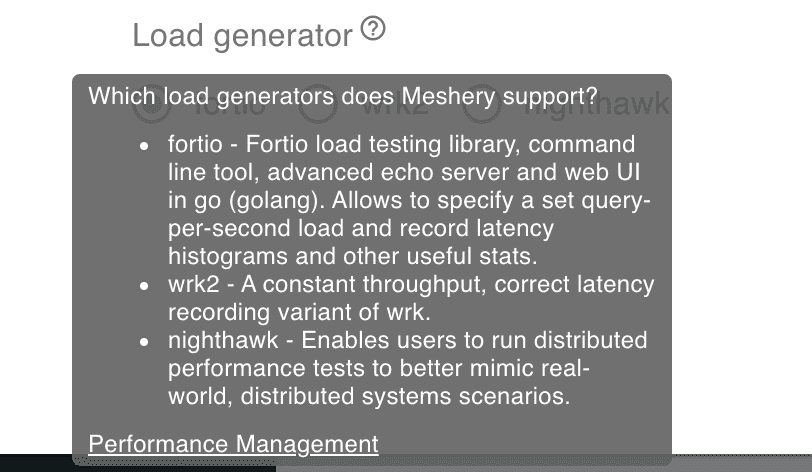 Load generator
Which load generators does Meshery support?
fortio wrk2 nighthawk
• fortio - Fortio load testing library, command
line tool, advanced echo server and web UI
in go (golang). Allows to specify a set query-
per-second load and record latency
histograms and other useful stats.
• wrk2 - A constant throughput, correct latency
recording variant of wrk.
• nighthawk - Enables users to run distributed
performance tests to better mimic real-
world, distributed systems scenarios.
Performance Management